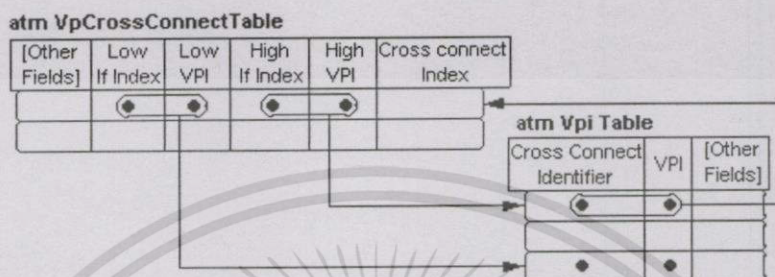 atm VpCrossConnectTable
[Other Low Low High High Cross connect
Fields] If Index VPI If Index VPI Index
atm Vpi Table
Cross Connect VPI [Other
Identifier Fields]